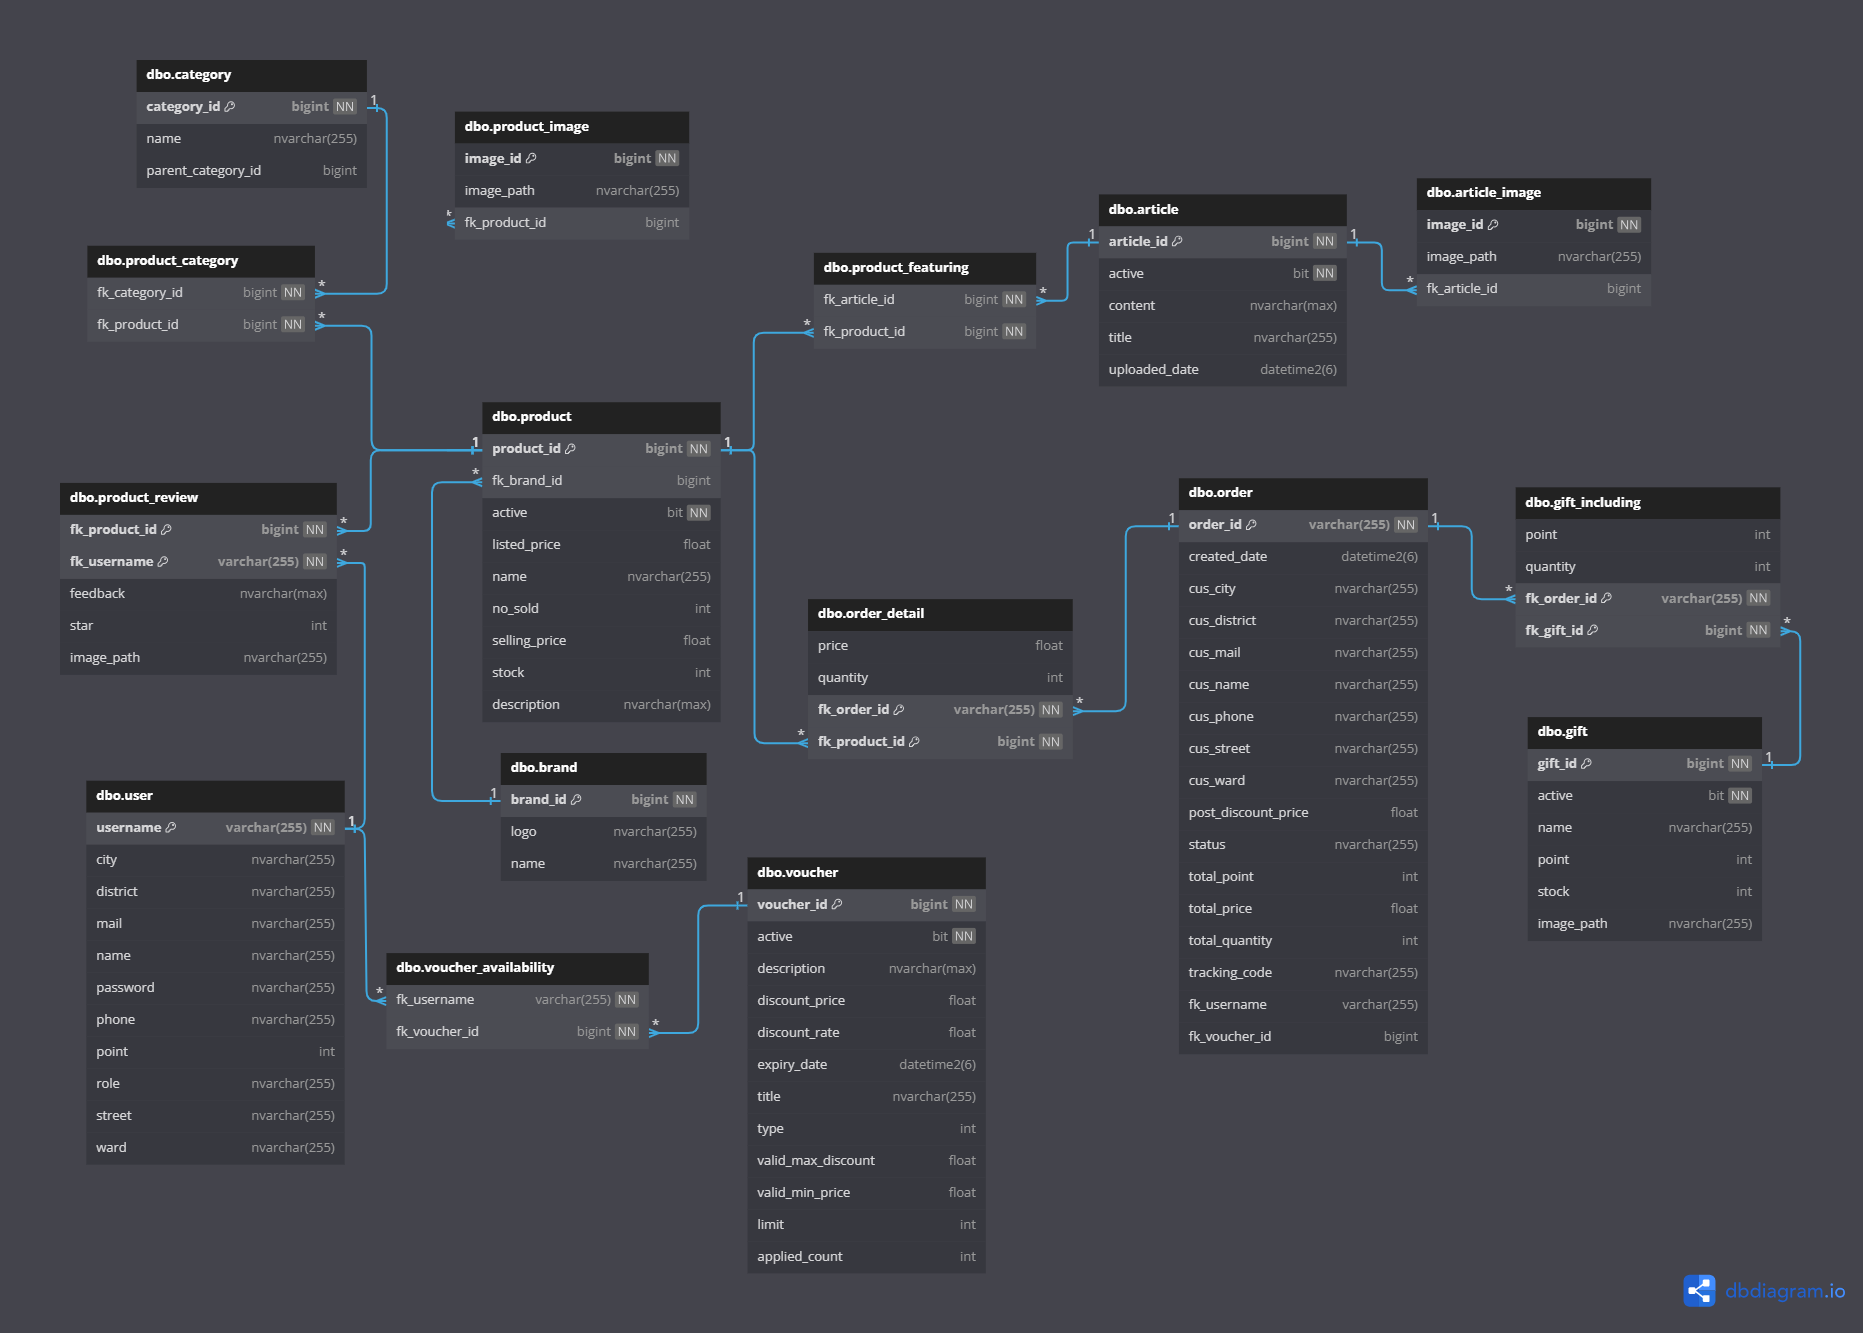 dbo.category
category_id bigint NN
name nvarchar(255)
parent_category_id bigint
1
dbo.product_image
image_id bigint NN
image_path nvarchar(255)
* fk_product_id bigint
dbo.product_category
fk_category_id bigint NN *
fk_product_id bigint NN *
dbo.product_featuring
fk_article_id bigint NN *
* fk_product_id bigint NN
dbo.article
1 article_id bigint NN 1
active bit NN
content nvarchar(max)
title nvarchar(255)
uploaded_date datetime2(6)
dbo.article_image
image_id bigint NN
image_path nvarchar(255)
* fk_article_id bigint
dbo.product
1 product_id bigint NN 1
* fk_brand_id bigint
active bit NN
listed_price float
name nvarchar(255)
no_sold int
selling_price float
stock int
description nvarchar(max)
dbo.product_review
fk_product_id bigint NN *
fk_username varchar(255) NN *
feedback nvarchar(max)
star int
image_path nvarchar(255)
dbo.order_detail
price float
quantity int
fk_order_id varchar(255) NN *
* fk_product_id bigint NN
dbo.order
1 order_id varchar(255) NN 1
created_date datetime2(6)
cus_city nvarchar(255)
cus_district nvarchar(255)
cus_mail nvarchar(255)
cus_name nvarchar(255)
cus_phone nvarchar(255)
cus_street nvarchar(255)
cus_ward nvarchar(255)
post_discount_price float
status nvarchar(255)
total_point int
total_price float
total_quantity int
tracking_code nvarchar(255)
fk_username varchar(255)
fk_voucher_id bigint
dbo.gift_including
point int
quantity int
* fk_order_id varchar(255) NN
fk_gift_id bigint NN *
dbo.gift
gift_id bigint NN 1
active bit NN
name nvarchar(255)
point int
stock int
image_path nvarchar(255)
dbo.brand
1 brand_id bigint NN
logo nvarchar(255)
name nvarchar(255)
dbo.user
username varchar(255) NN 1
city nvarchar(255)
district nvarchar(255)
mail nvarchar(255)
name nvarchar(255)
password nvarchar(255)
phone nvarchar(255)
point int
role nvarchar(255)
street nvarchar(255)
ward nvarchar(255)
dbo.voucher_availability
* fk_username varchar(255) NN
fk_voucher_id bigint NN *
dbo.voucher
1 voucher_id bigint NN
active bit NN
description nvarchar(max)
discount_price float
discount_rate float
expiry_date datetime2(6)
title nvarchar(255)
type int
valid_max_discount float
valid_min_price float
limit int
applied_count int
dbdiagram.io